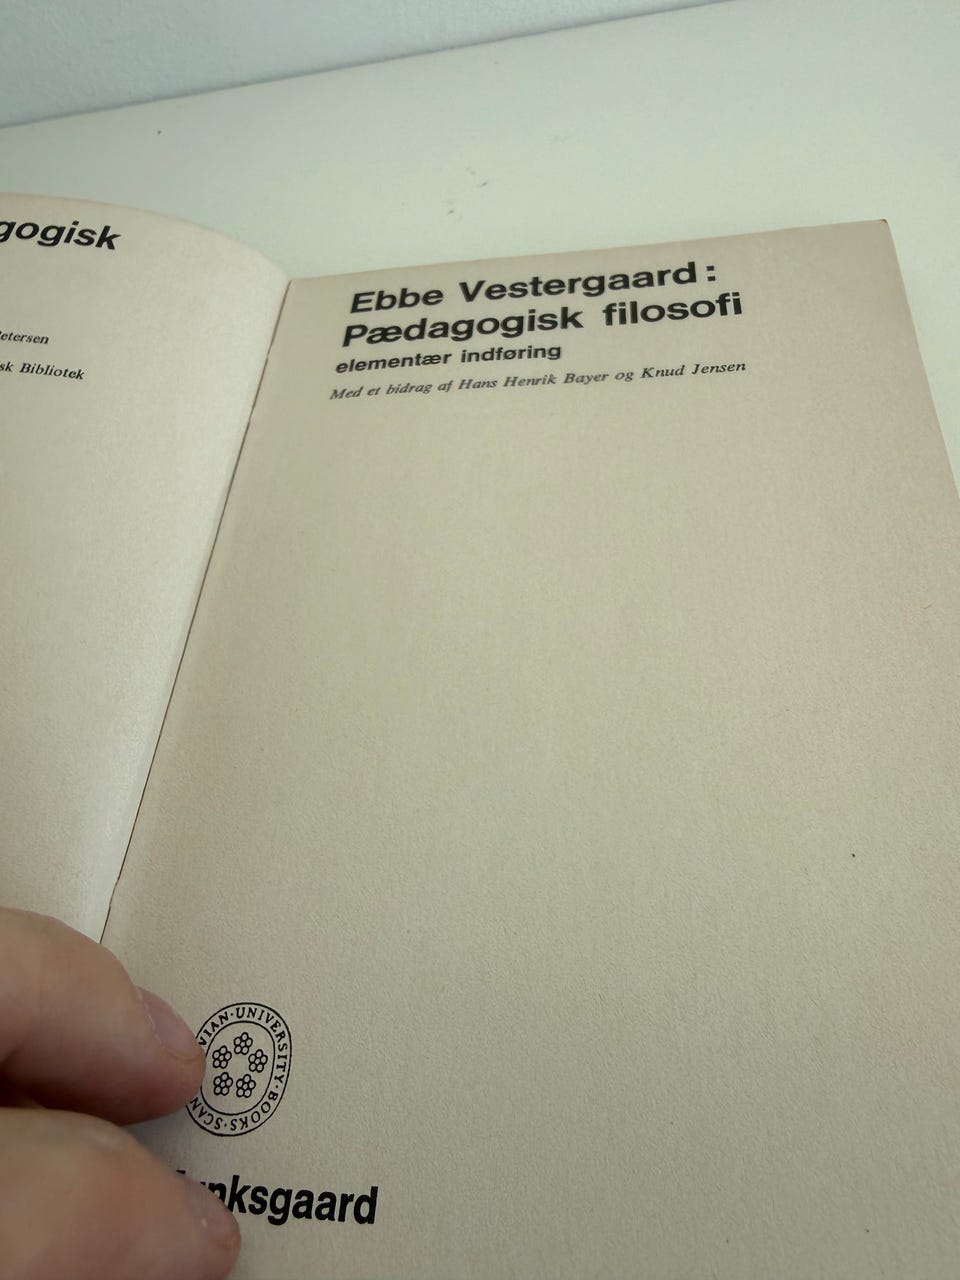 gogisk
etersen
sk Bibliotek
Ebbe Vestergaard:
Pædagogisk filosofi
elementær indføring
Med et bidrag af Hans Henrik Bayer og Knud Jensen
SCAN VIAN·UNIVERSITY·BOOKS·
nksgaard